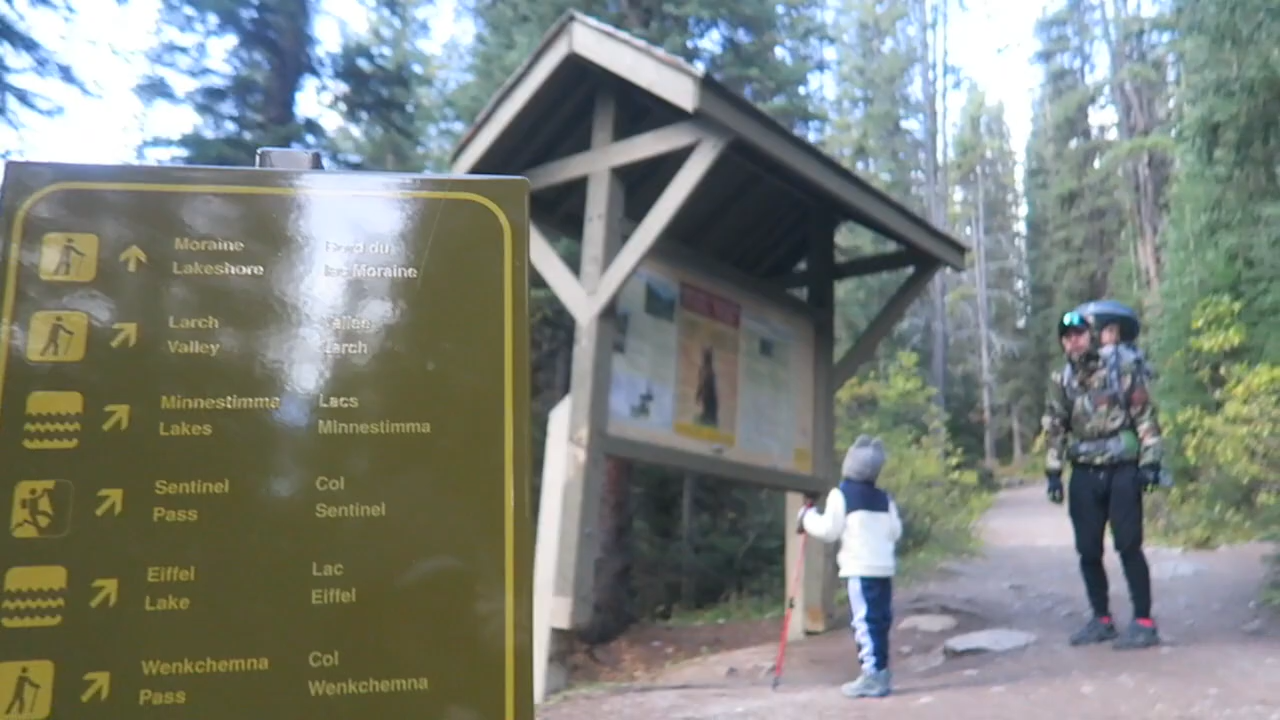 Moraine
Lakeshore
Bord du
lac Moraine
Larch
Valley
Vallée
Larch
Minnestimma
Lakes
Lacs
Minnestimma
Sentinel
Pass
Col
Sentinel
Eiffel
Lake
Lac
Eiffel
Wenkchemna
Pass
Col
Wenkchemna